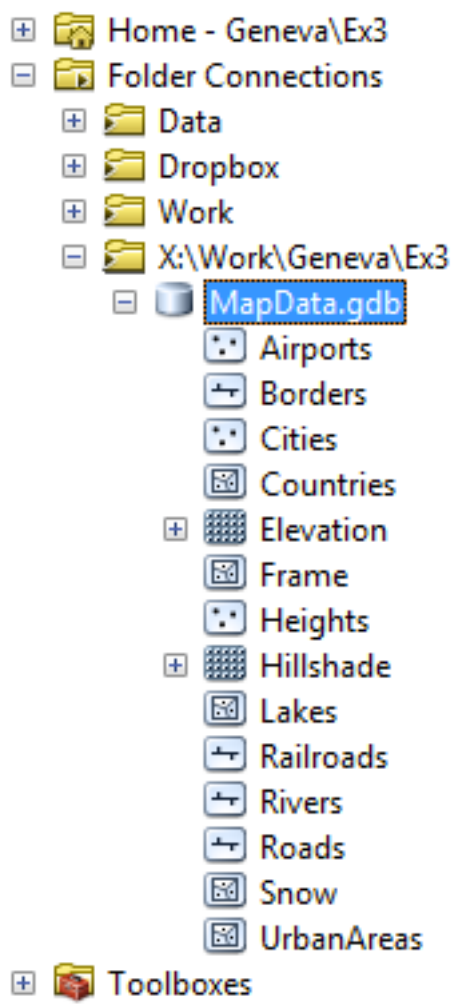 Home - Geneva\Ex3
Folder Connections
Data
Dropbox
Work
X:\Work\Geneva\Ex3
MapData.gdb
Airports
Borders
Cities
Countries
Elevation
Frame
Heights
Hillshade
Lakes
Railroads
Rivers
Roads
Snow
UrbanAreas
Toolboxes